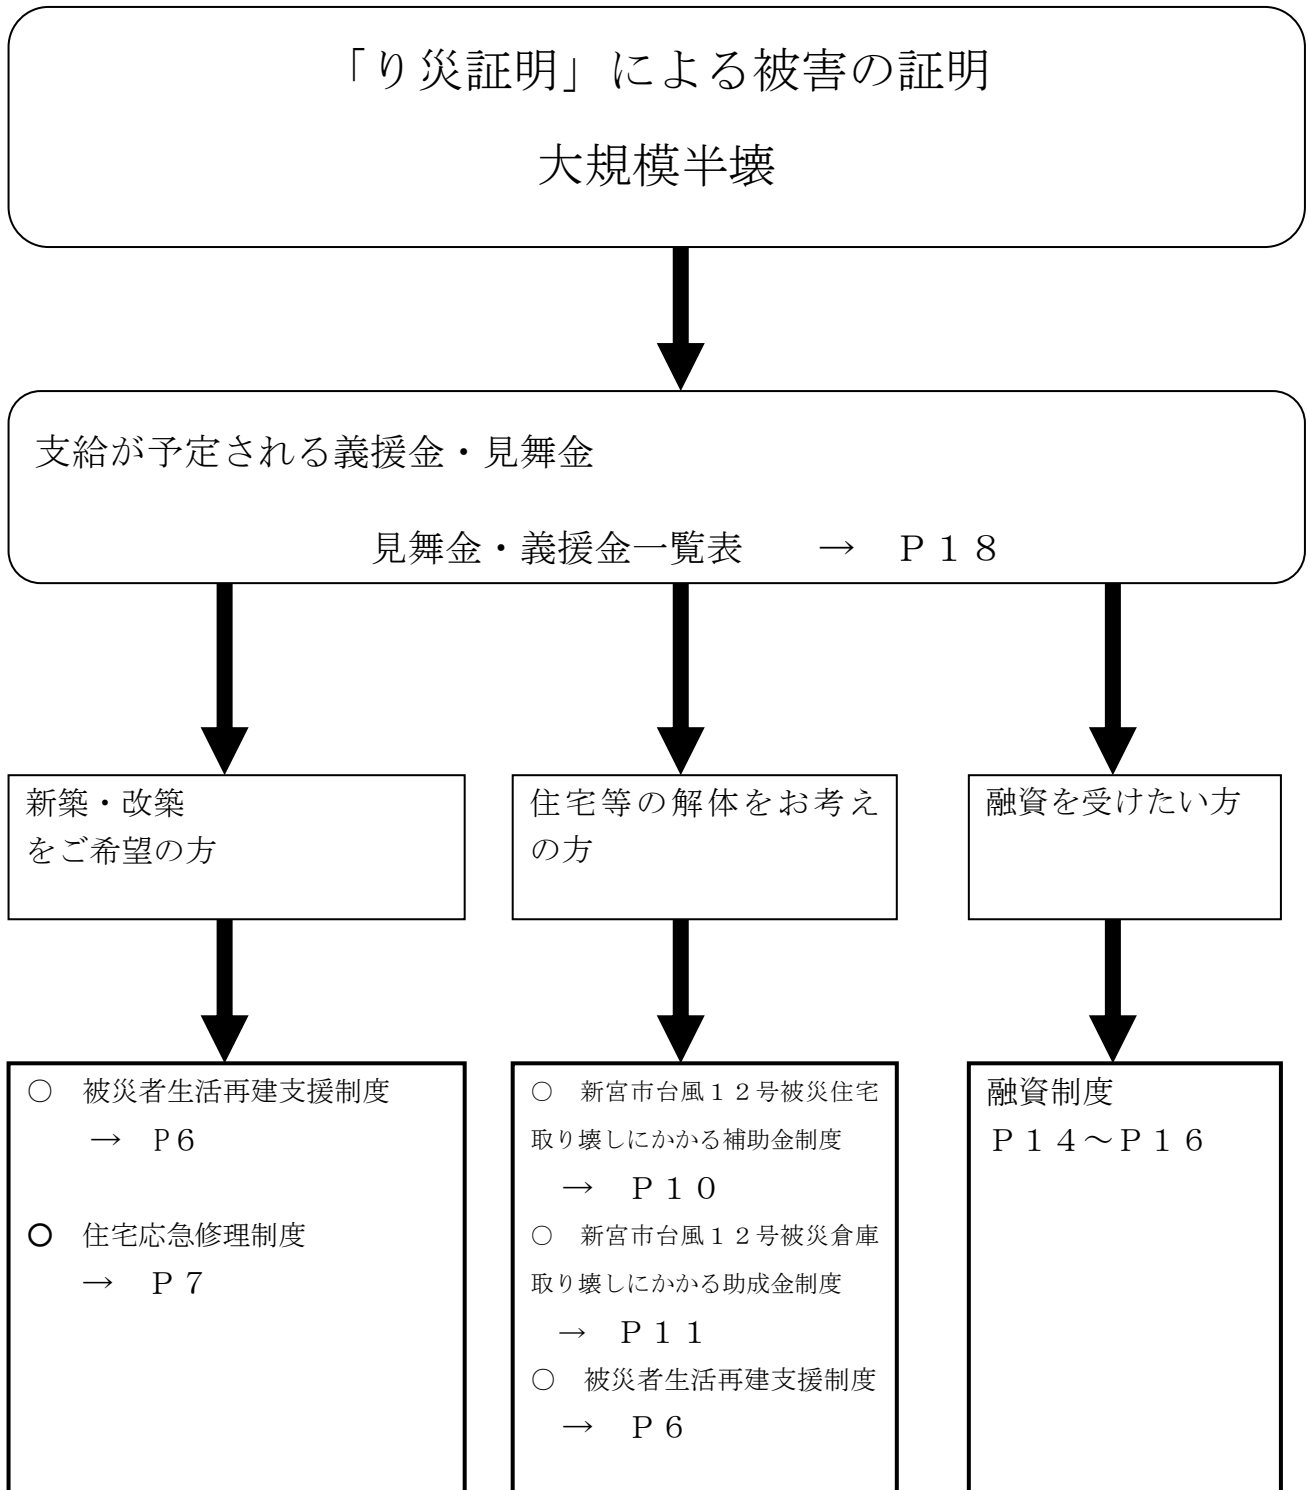 「り災証明」による被害の証明
大規模半壊
支給が予定される義援金・見舞金
見舞金・義援金一覧表　　→　Ｐ１８
新築・改築
をご希望の方
住宅等の解体をお考え
の方
融資を受けたい方
○　被災者生活再建支援制度
→　P６
○　住宅応急修理制度
→　Ｐ７
○　新宮市台風１２号被災住宅
取り壊しにかかる補助金制度
→　Ｐ１０
○　新宮市台風１２号被災倉庫
取り壊しにかかる助成金制度
→　Ｐ１１
○　被災者生活再建支援制度
→　Ｐ６
融資制度
Ｐ１４～Ｐ１６